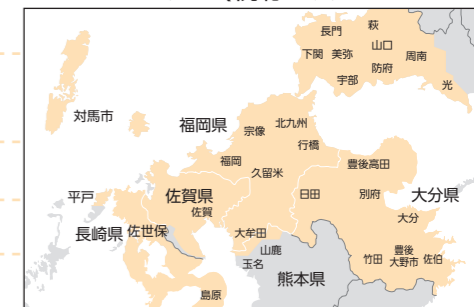 萩
長門
山口
下関 美弥
周南
防府
宇部
光
対馬市
福岡県
北九州
宗像
行橋
福岡
豊後高田
久留米
平戸
佐賀県
日田
別府
大分県
佐賀
大分
長崎県
佐世保
大牟田
山鹿
豊後
大野市
竹田
佐伯
玉名
熊本県
島原